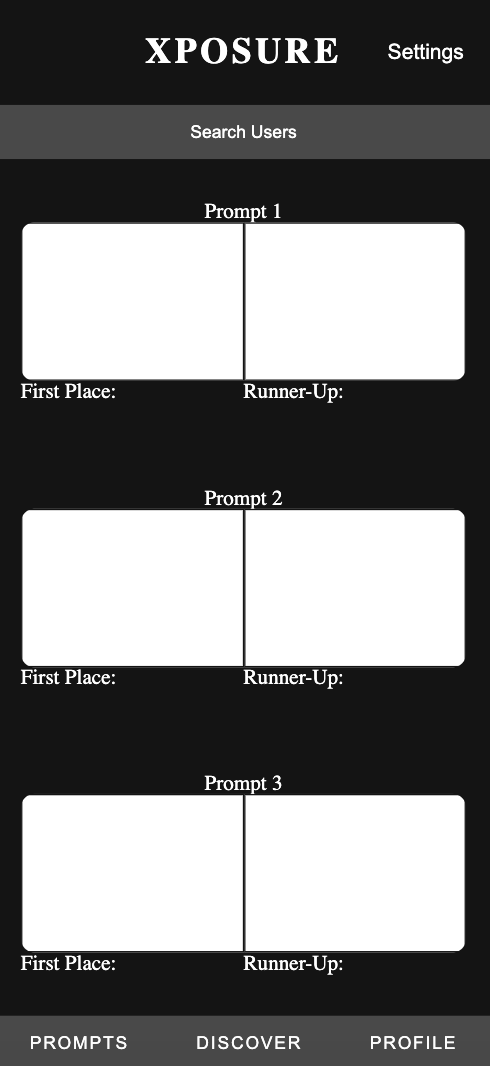 XPOSURE Settings
Search Users
Prompt 1
First Place: Runner-Up:
Prompt 2
First Place: Runner-Up:
Prompt 3
First Place: Runner-Up:
PROMPTS DISCOVER PROFILE